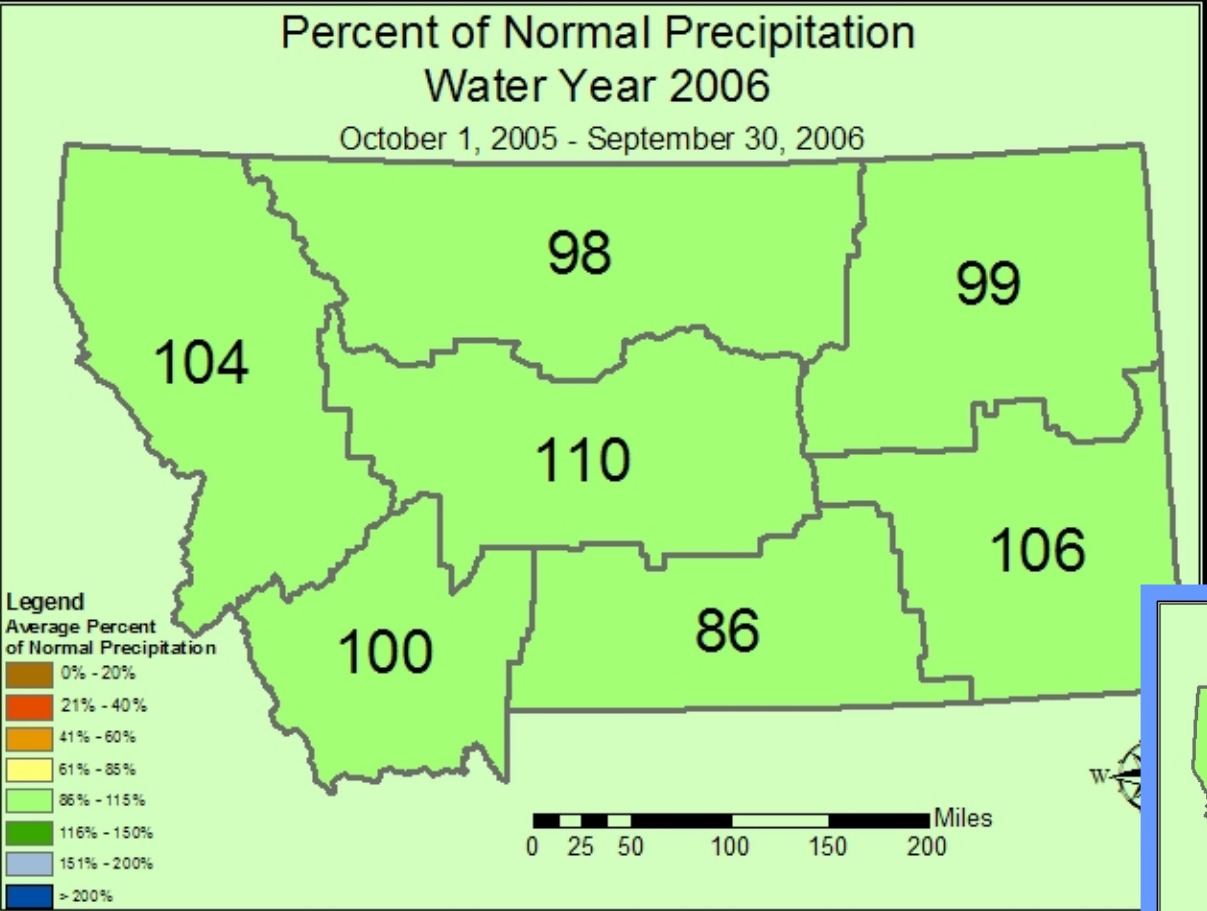 Percent of Normal Precipitation
Water Year 2006
October 1, 2005 - September 30, 2006
98
99
104
110
106
86
100
Legend
Average Percent
of Normal Precipitation
0% - 20%
21% - 40%
41% - 60%
61% - 85%
86% - 115%
116% - 150%
151% - 200%
> 200%
W
Miles
0 25 50 100 150 200